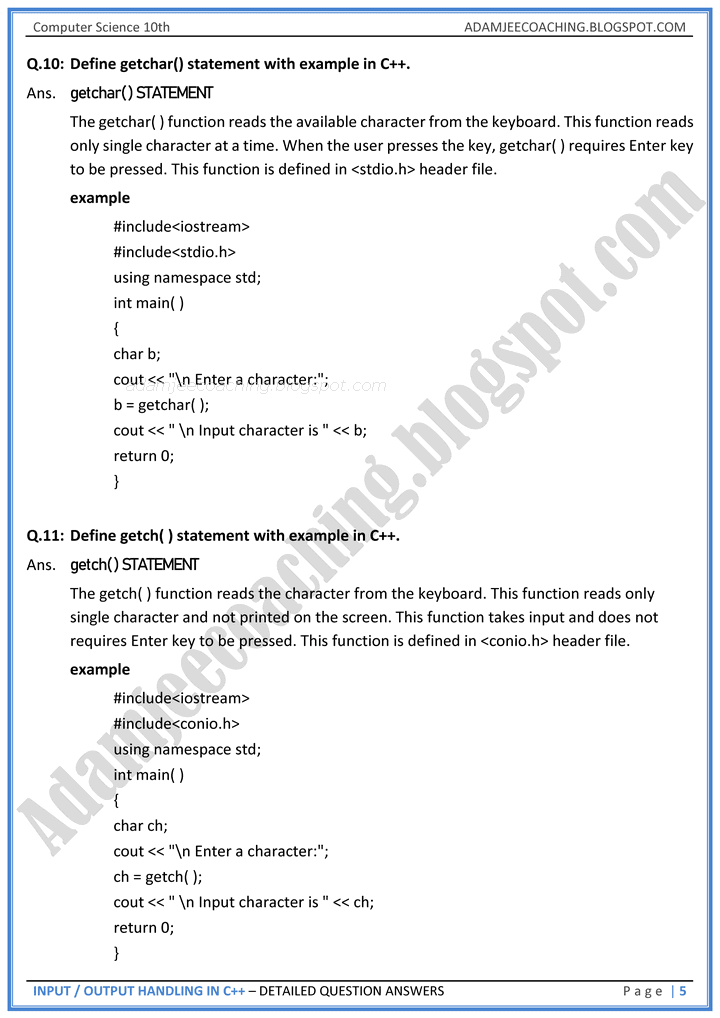 Computer Science 10th ADAMJEECOACHING.BLOGSPOT.COM
Q.10: Define getchar() statement with example in C++.
Ans. getchar( ) STATEMENT
The getchar( ) function reads the available character from the keyboard. This function reads
only single character at a time. When the user presses the key, getchar( ) requires Enter key
to be pressed. This function is defined in <stdio.h> header file.
example
#include<iostream>
#include<stdio.h>
using namespace std;
int main( )
{
char b;
cout << "\n Enter a character:";
adamjeecoaching.blogspot.com
b = getchar( );
cout << " \n Input character is " << b;
return 0;
}
Q.11: Define getch( ) statement with example in C++.
Ans. getch( ) STATEMENT
The getch( ) function reads the character from the keyboard. This function reads only
single character and not printed on the screen. This function takes input and does not
requires Enter key to be pressed. This function is defined in <conio.h> header file.
example
#include<iostream>
#include<conio.h>
using namespace std;
int main( )
{
char ch;
cout << "\n Enter a character:";
ch = getch( );
cout << " \n Input character is " << ch;
return 0;
}
Adamjeecoaching.blogspot.com
INPUT / OUTPUT HANDLING IN C++ – DETAILED QUESTION ANSWERS Page | 5